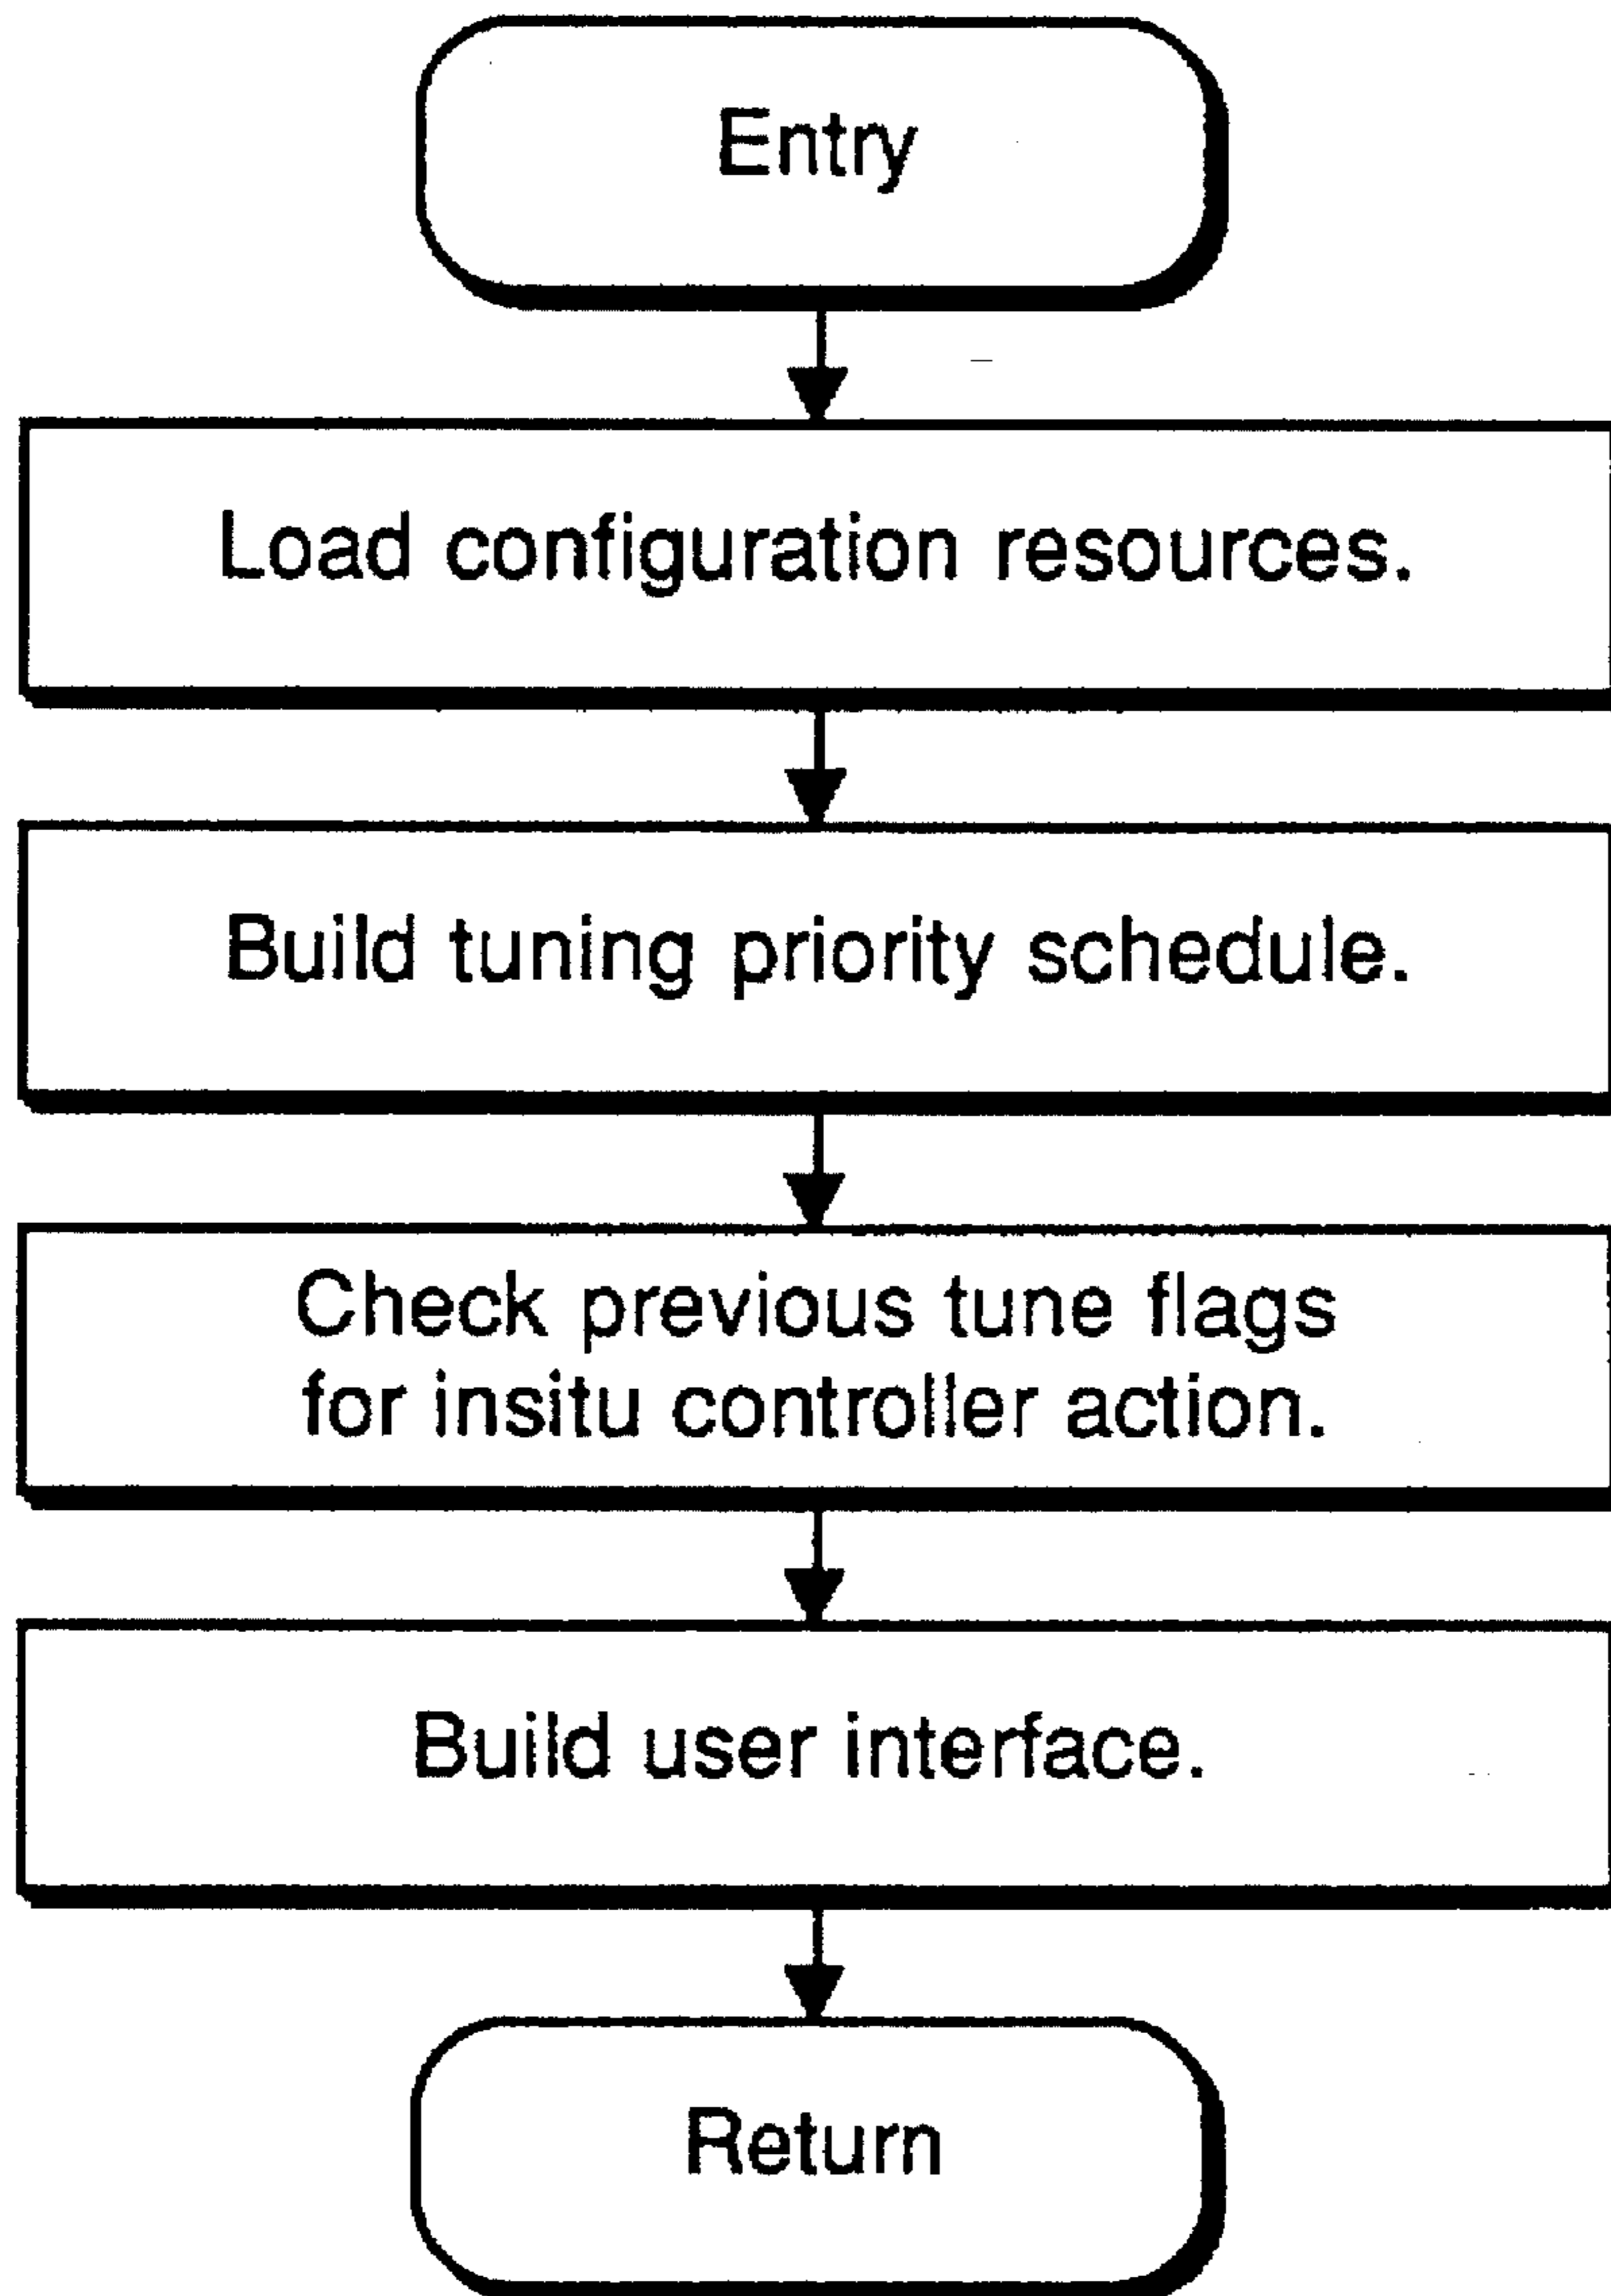 Entry
Load configuration resources.
Build tuning priority schedule.
Check previous tune flags
for insitu controller action.
Build user interface.
Return